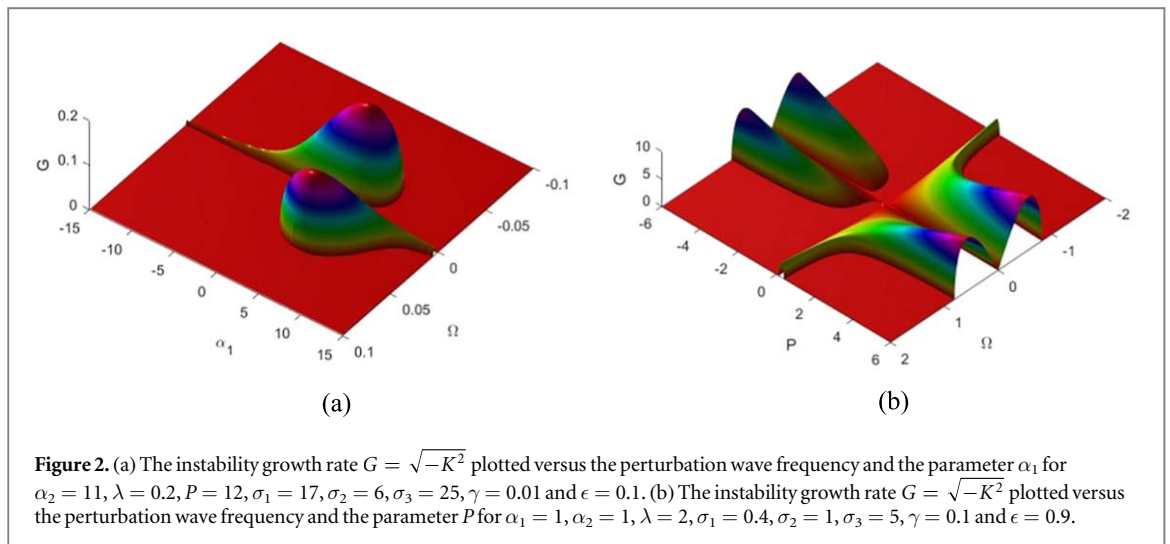 0.2
G 0.1
0
-15
-10
-5
0
5
10
15
α₁
0.1
0.05
0
-0.05
-0.1
Ω
(a)
10
G 5
0
-6
-4
-2
0
2
4
6
P
2
1
0
-1
-2
Ω
(b)
Figure 2. (a) The instability growth rate G = √−K² plotted versus the perturbation wave frequency and the parameter α₁ for
α₂ = 11, λ = 0.2, P = 12, σ₁ = 17, σ₂ = 6, σ₃ = 25, γ = 0.01 and ϵ = 0.1. (b) The instability growth rate G = √−K² plotted versus
the perturbation wave frequency and the parameter P for α₁ = 1, α₂ = 1, λ = 2, σ₁ = 0.4, σ₂ = 1, σ₃ = 5, γ = 0.1 and ϵ = 0.9.